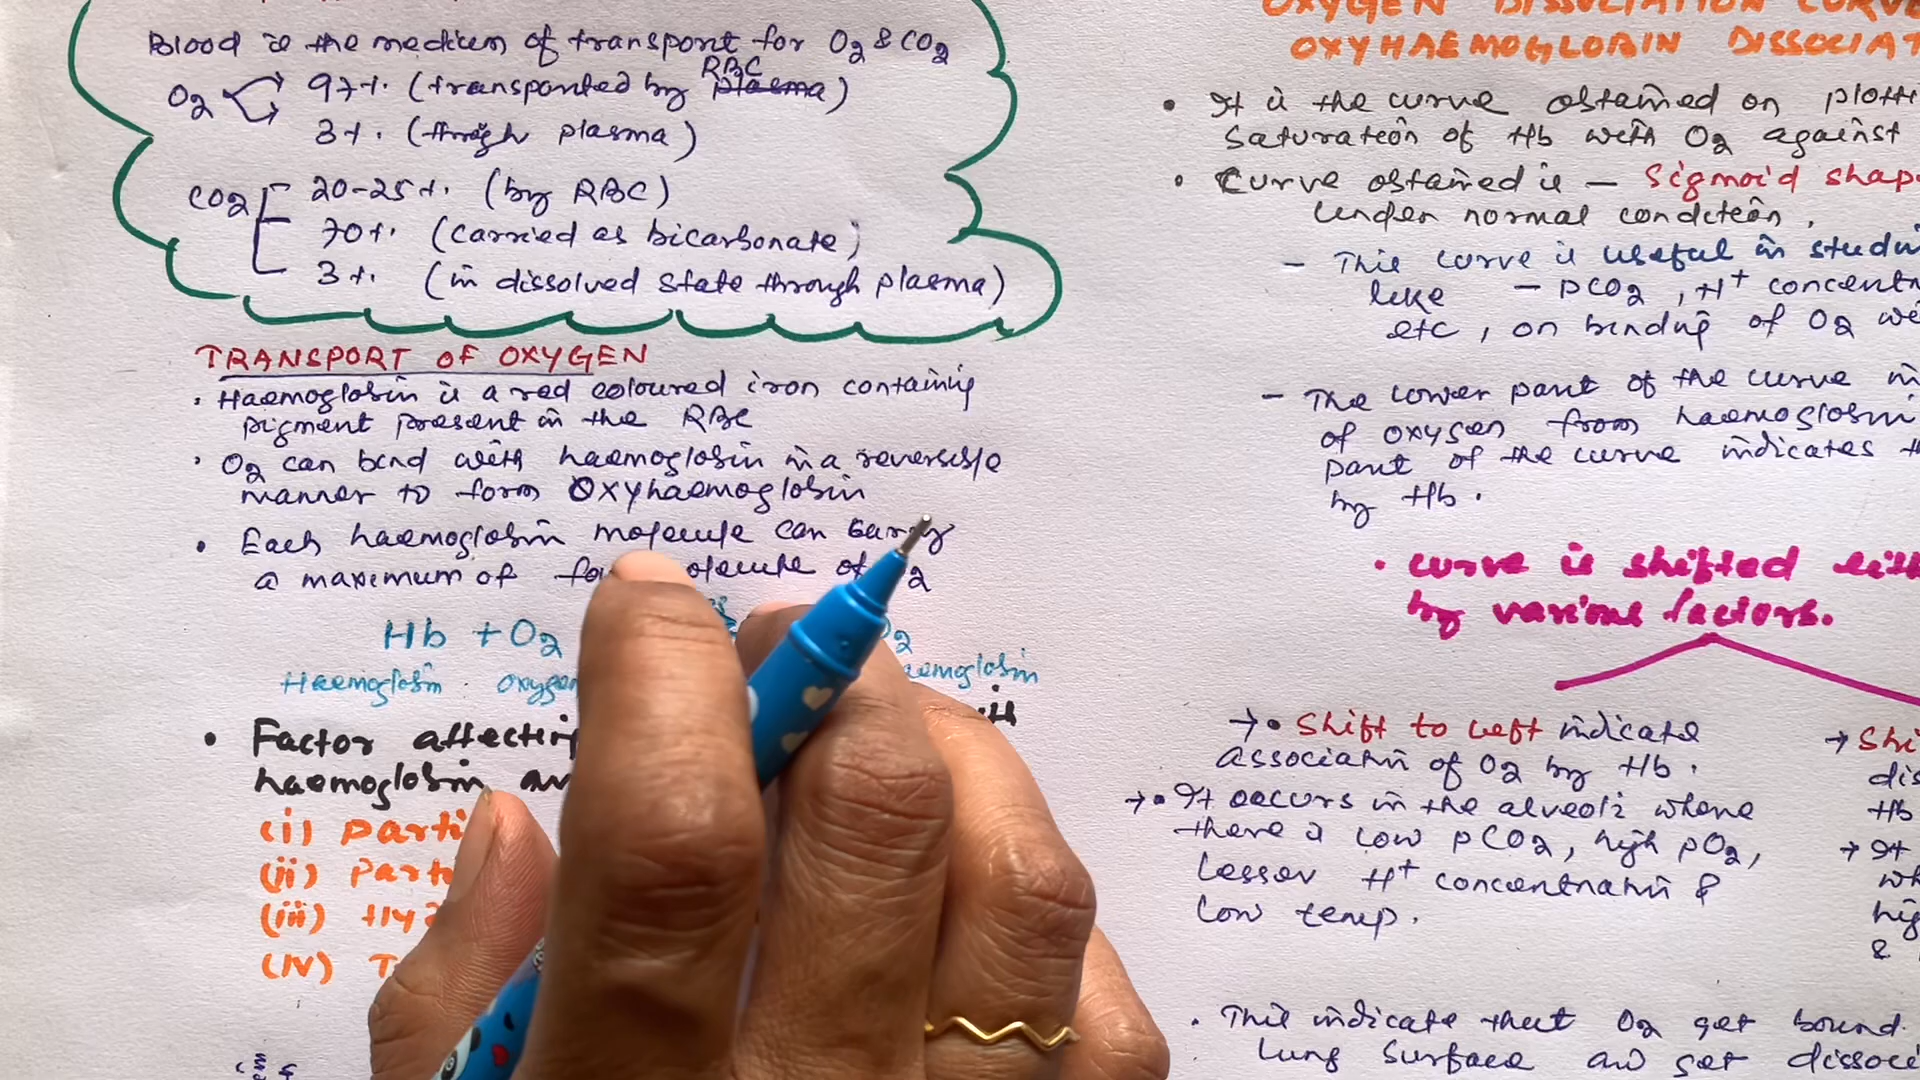 Blood is the medium of transport for O2 & CO2
RBC
O2 97%. (transported by plasma)
3%. (through plasma)
CO2 20-25%. (by RBC)
70%. (carried as bicarbonate)
3%. (in dissolved state through plasma)
TRANSPORT OF OXYGEN
• Haemoglobin is a red coloured iron containing
pigment present in the RBC
• O2 can bind with haemoglobin in a reversible
manner to form Oxyhaemoglobin
• Each haemoglobin molecule can carry
a maximum of of
Hb + O2
Haemoglobin oxygen
• Factor
haemoglobin
(i)
(ii)
(iii)
(iv)
OXYGEN DISSOCIATION CURVE
OXYHAEMOGLOBIN
• It is the curve obtained on
saturation of Hb with O2 against
• Curve obtained is – Sigmoid
under normal condition.
– This curve is useful in
like – pCO2, H+
etc, on binding of O2
– The lower part of the curve
of oxygen from haemoglobin
part of the curve indicates
by Hb.
• curve is shifted
by various factors.
→ • Shift to left indicate
association of O2 by Hb.
→ • It occurs in the alveoli where
there is low pCO2, high pO2,
Lesser H+ concentration &
low temp.
→
Hb
→ It
&
• This indicate that O2 get bound
lung surface and get